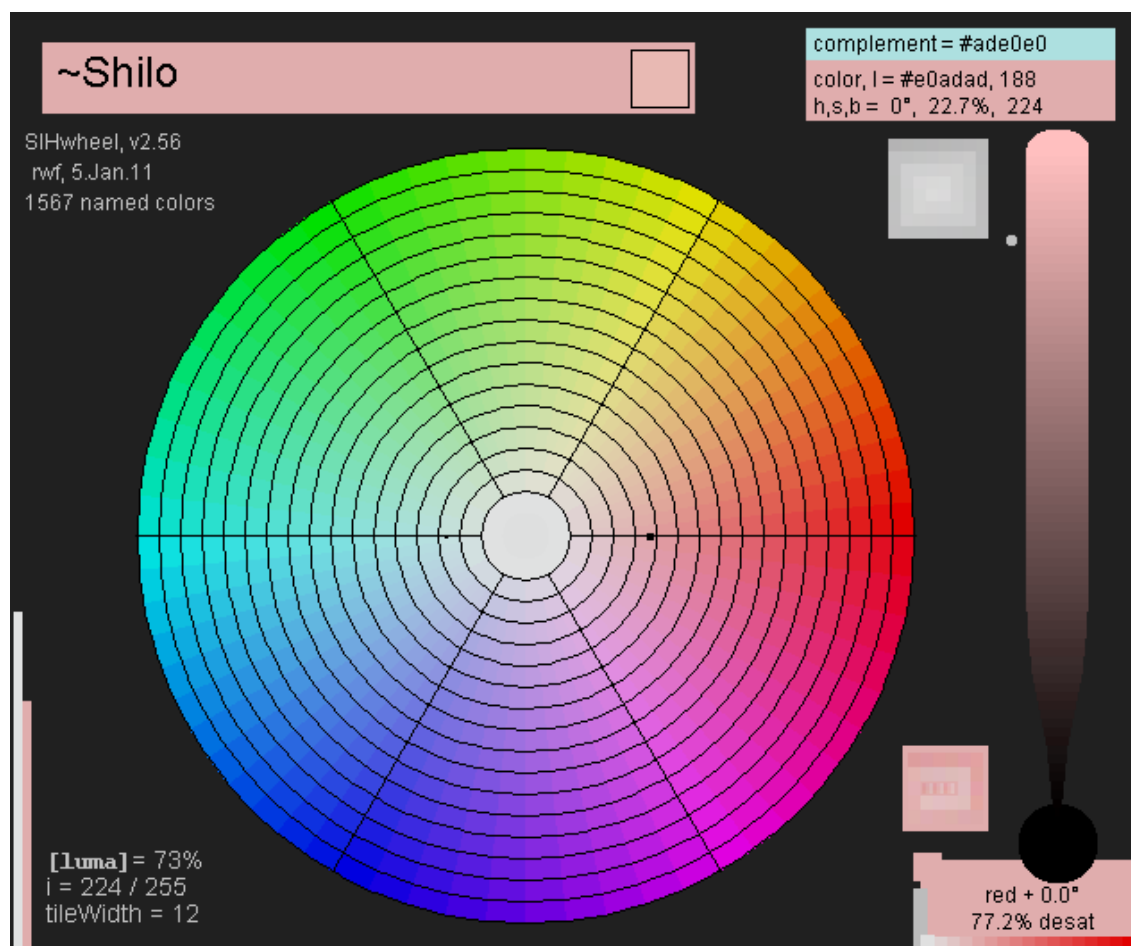 ~Shilo
complement = #ade0e0
color, l = #e0adad, 188
h,s,b = 0°, 22.7%, 224
SIHwheel, v2.56
rwf, 5.Jan.11
1567 named colors
[luma] = 73%
i = 224 / 255
tileWidth = 12
red + 0.0°
77.2% desat